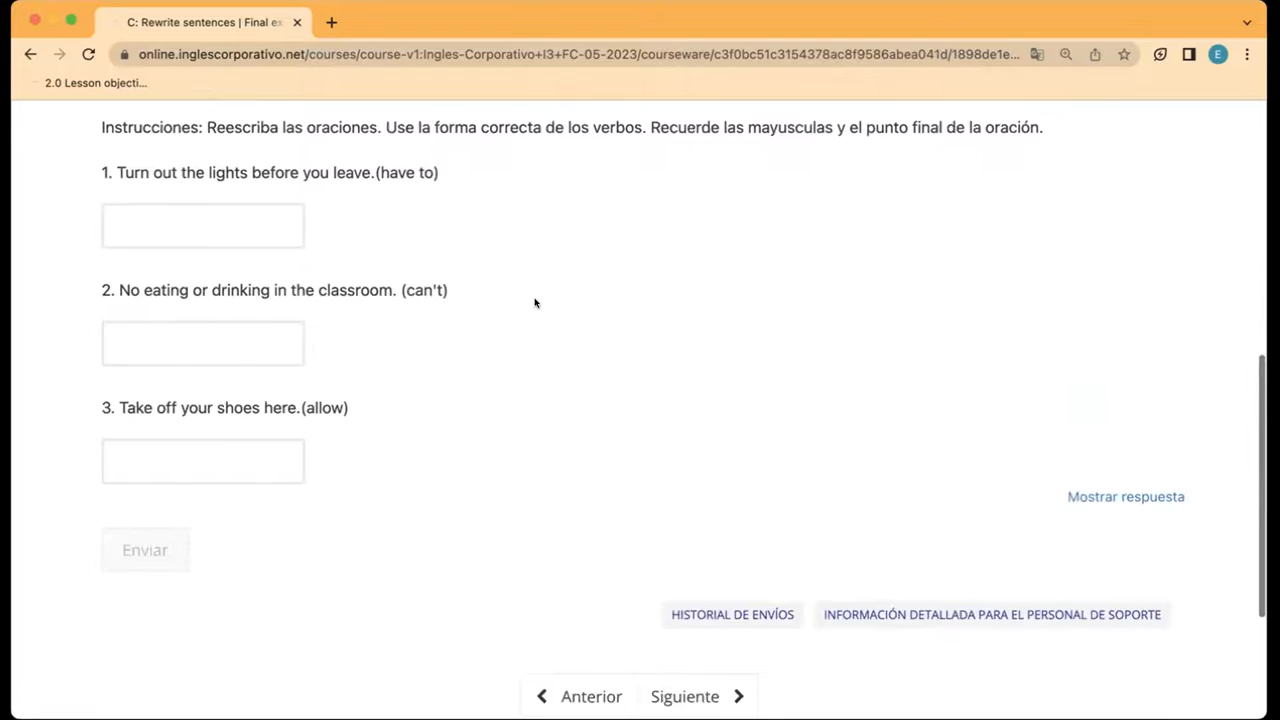 C: Rewrite sentences | Final ex
online.inglescorporativo.net/courses/course-v1:Ingles-Corporativo+I3+FC-05-2023/courseware/c3f0bc51c3154378ac8f9586abea041d/1898de1e...
E
2.0 Lesson objecti...
Instrucciones: Reescriba las oraciones. Use la forma correcta de los verbos. Recuerde las mayusculas y el punto final de la oración.
1. Turn out the lights before you leave.(have to)
2. No eating or drinking in the classroom. (can't)
3. Take off your shoes here.(allow)
Mostrar respuesta
Enviar
HISTORIAL DE ENVÍOS INFORMACIÓN DETALLADA PARA EL PERSONAL DE SOPORTE
Anterior Siguiente